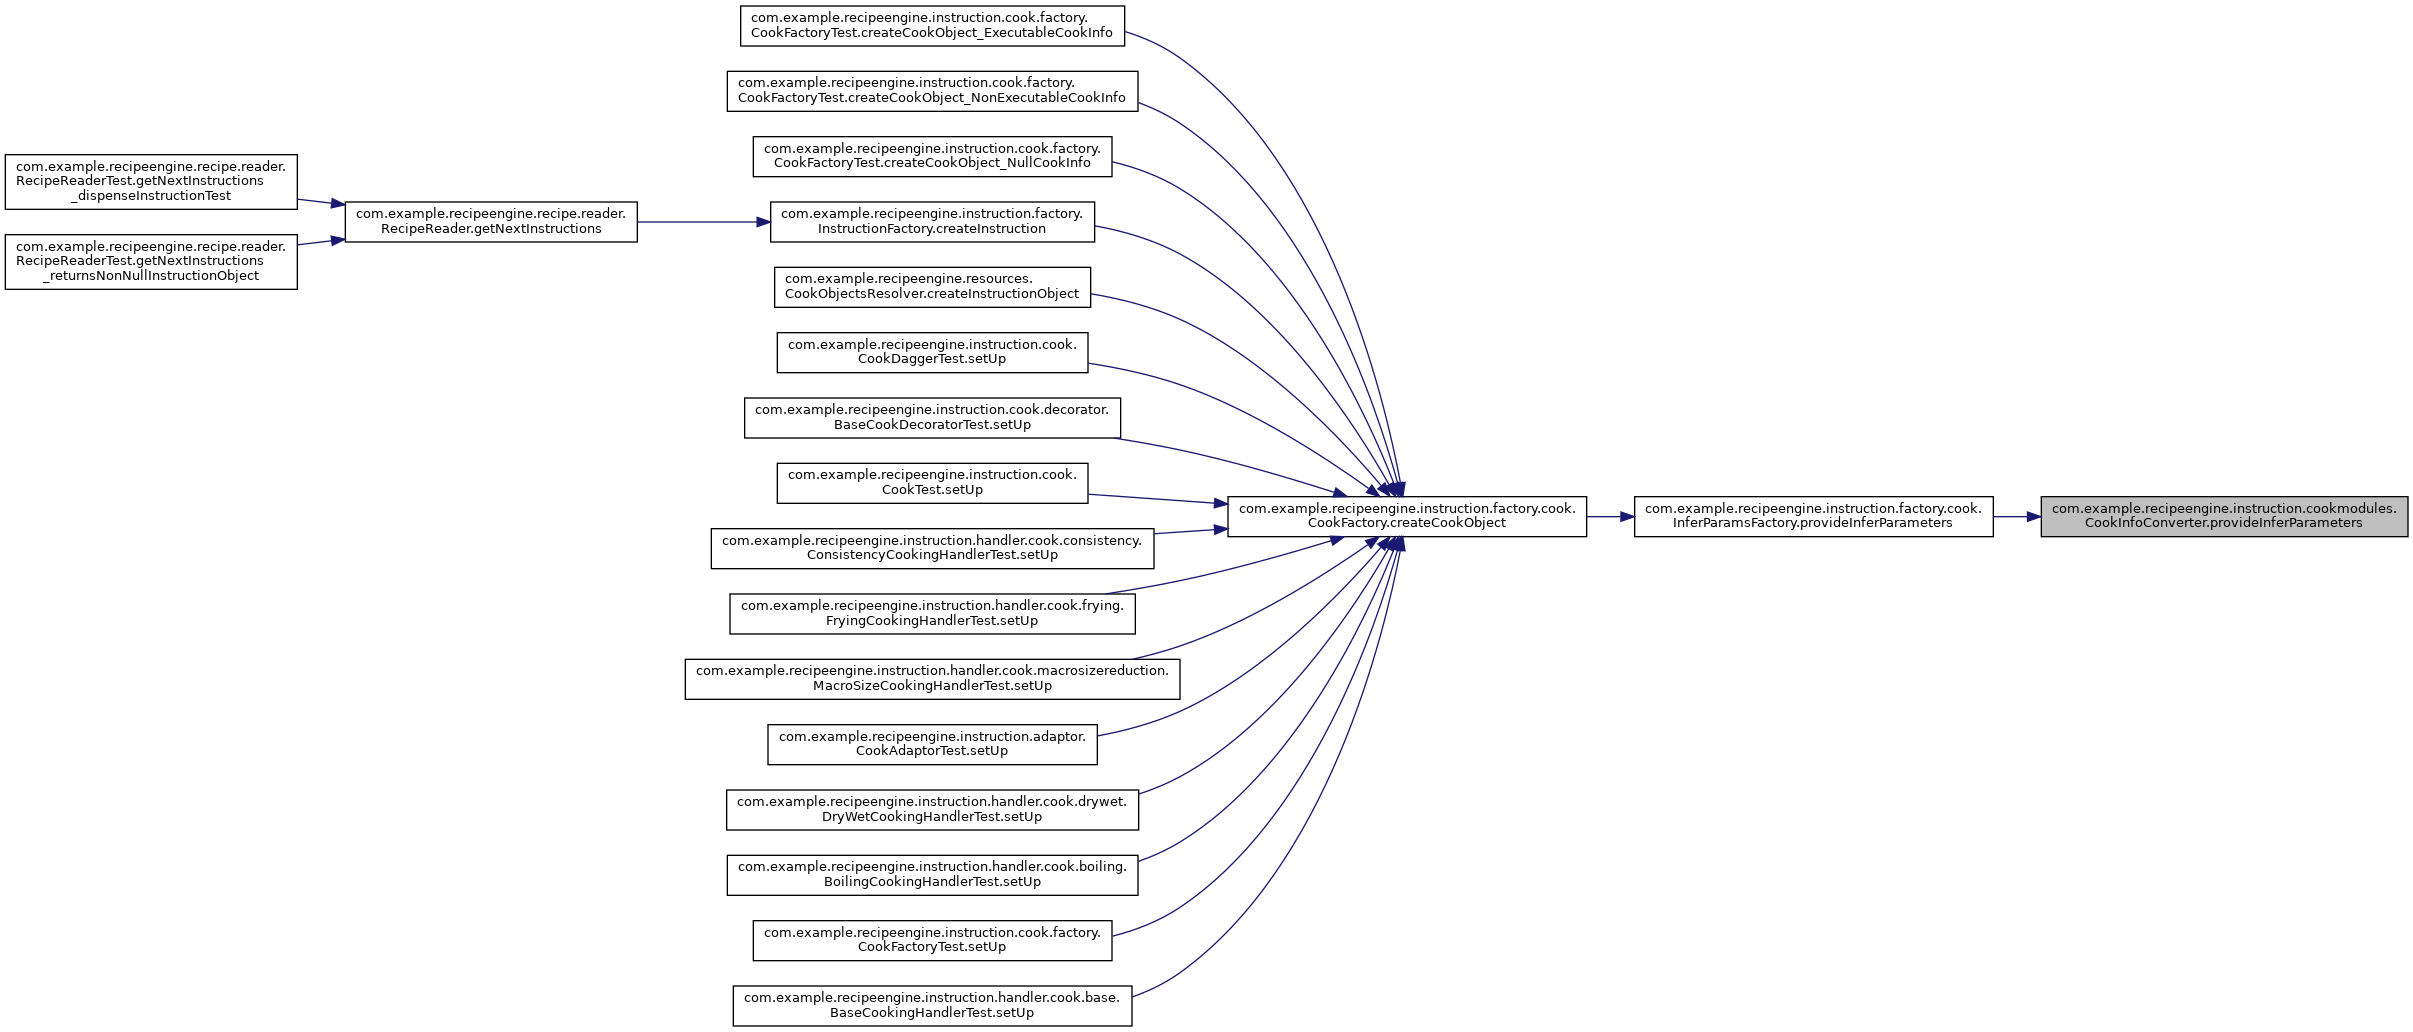 com.example.recipeengine.recipe.reader.
RecipeReaderTest.getNextInstructions
_dispenseInstructionTest
com.example.recipeengine.recipe.reader.
RecipeReaderTest.getNextInstructions
_returnsNonNullInstructionObject
com.example.recipeengine.recipe.reader.
RecipeReader.getNextInstructions
com.example.recipeengine.instruction.cook.factory.
CookFactoryTest.createCookObject_ExecutableCookInfo
com.example.recipeengine.instruction.cook.factory.
CookFactoryTest.createCookObject_NonExecutableCookInfo
com.example.recipeengine.instruction.cook.factory.
CookFactoryTest.createCookObject_NullCookInfo
com.example.recipeengine.instruction.factory.
InstructionFactory.createInstruction
com.example.recipeengine.resources.
CookObjectsResolver.createInstructionObject
com.example.recipeengine.instruction.cook.
CookDaggerTest.setUp
com.example.recipeengine.instruction.cook.decorator.
BaseCookDecoratorTest.setUp
com.example.recipeengine.instruction.cook.
CookTest.setUp
com.example.recipeengine.instruction.handler.cook.consistency.
ConsistencyCookingHandlerTest.setUp
com.example.recipeengine.instruction.handler.cook.frying.
FryingCookingHandlerTest.setUp
com.example.recipeengine.instruction.handler.cook.macrosizereduction.
MacroSizeCookingHandlerTest.setUp
com.example.recipeengine.instruction.adaptor.
CookAdaptorTest.setUp
com.example.recipeengine.instruction.handler.cook.drywet.
DryWetCookingHandlerTest.setUp
com.example.recipeengine.instruction.handler.cook.boiling.
BoilingCookingHandlerTest.setUp
com.example.recipeengine.instruction.cook.factory.
CookFactoryTest.setUp
com.example.recipeengine.instruction.handler.cook.base.
BaseCookingHandlerTest.setUp
com.example.recipeengine.instruction.factory.cook.
CookFactory.createCookObject
com.example.recipeengine.instruction.factory.cook.
InferParamsFactory.provideInferParameters
com.example.recipeengine.instruction.cookmodules.
CookInfoConverter.provideInferParameters